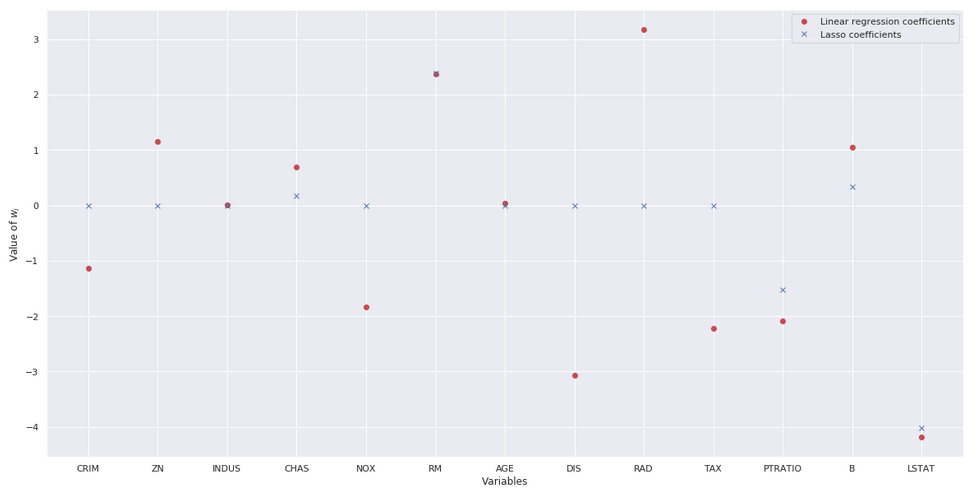 Linear regression coefficients
Lasso coefficients
3
2
1
0
−1
−2
−3
−4
Value of wᵢ
CRIM ZN INDUS CHAS NOX RM AGE DIS RAD TAX PTRATIO B LSTAT
Variables